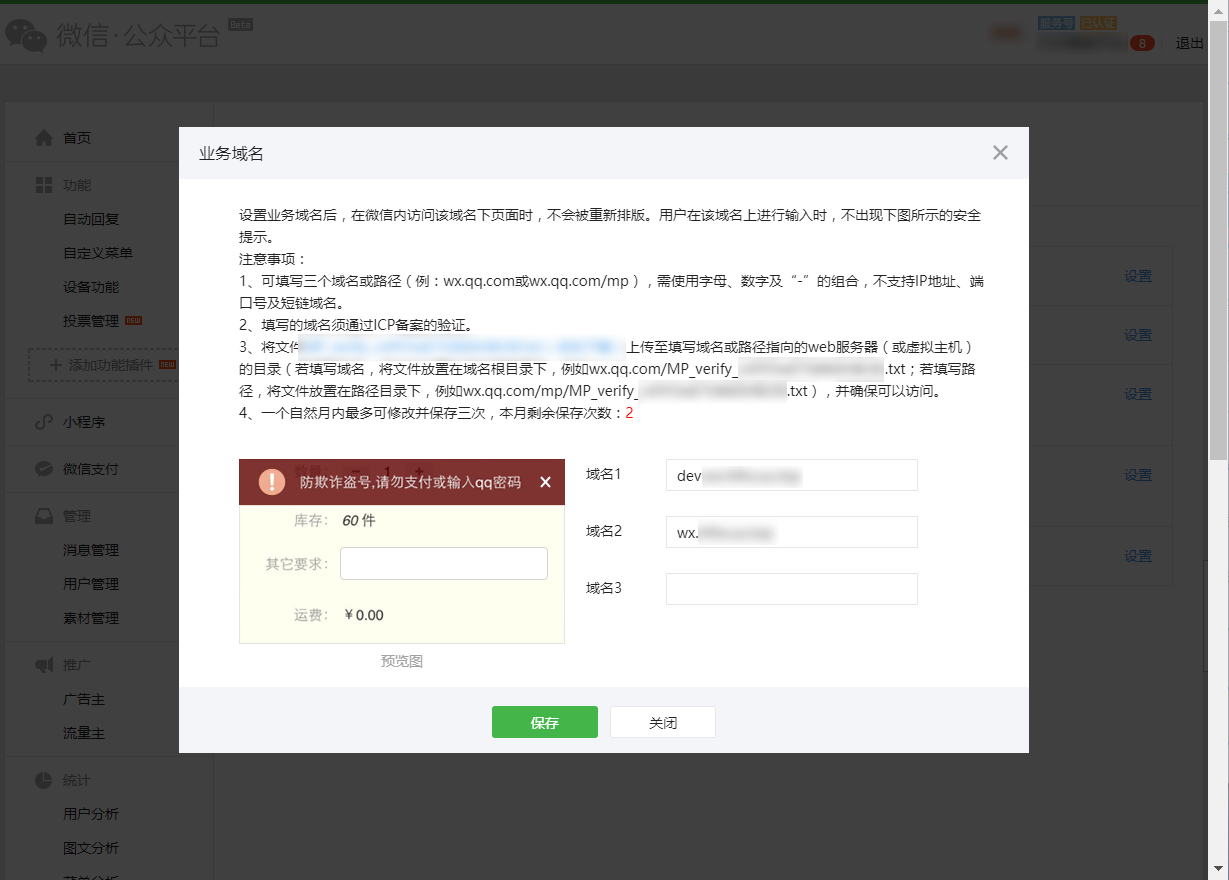 微信·公众平台 Beta
服务号 已认证
8 退出
首页
功能
自动回复
自定义菜单
设备功能
投票管理 NEW
添加功能插件 NEW
小程序
微信支付
管理
消息管理
用户管理
素材管理
推广
广告主
流量主
统计
用户分析
图文分析
菜单分析
业务域名
设置业务域名后，在微信内访问该域名下页面时，不会被重新排版。用户在该域名上进行输入时，不出现下图所示的安全
提示。
注意事项：
1、可填写三个域名或路径（例：wx.qq.com或wx.qq.com/mp），需使用字母、数字及“-”的组合，不支持IP地址、端
口号及短链域名。
2、填写的域名须通过ICP备案的验证。
3、将文件 上传至填写域名或路径指向的web服务器（或虚拟主机）
的目录（若填写域名，将文件放置在域名根目录下，例如wx.qq.com/MP_verify_ .txt；若填写路
径，将文件放置在路径目录下，例如wx.qq.com/mp/MP_verify_ .txt），并确保可以访问。
4、一个自然月内最多可修改并保存三次，本月剩余保存次数：2
数量： 1 +
防欺诈盗号,请勿支付或输入qq密码
库存： 60 件
其它要求：
运费： ￥0.00
预览图
域名1 dev
域名2 wx.
域名3
保存 关闭
设置
设置
设置
设置
设置